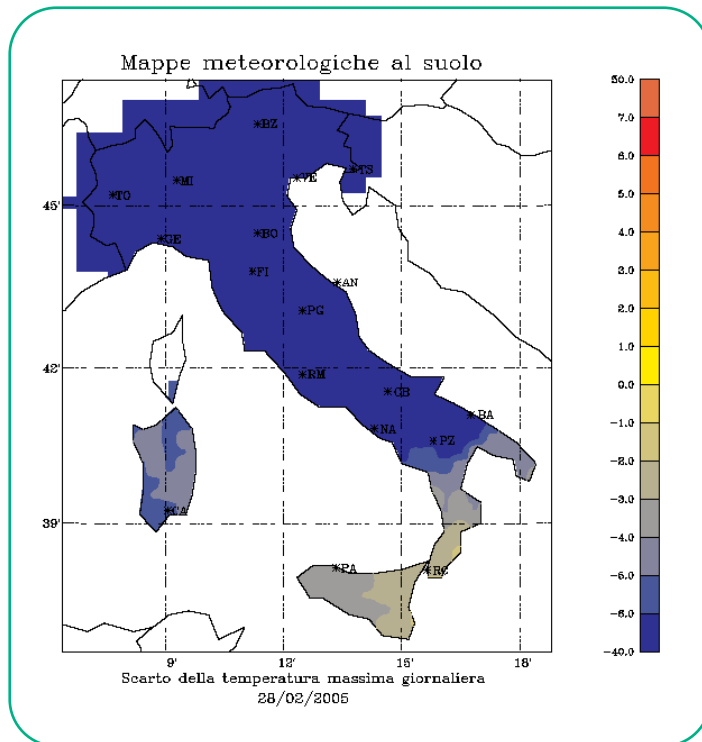 Mappe meteorologiche al suolo
50.0
7.0
6.0
5.0
4.0
3.0
2.0
1.0
0.0
-1.0
-2.0
-3.0
-4.0
-5.0
-6.0
-40.0
*BZ
*TS
*VE
*MI
*TO
45'
*BO
*GE
*FI
*AN
*PG
42'
*RM
*CB
*BA
*NA
*PZ
*CA
39'
*PA
*RC
9'
12'
15'
18'
Scarto della temperatura massima giornaliera
28/02/2005